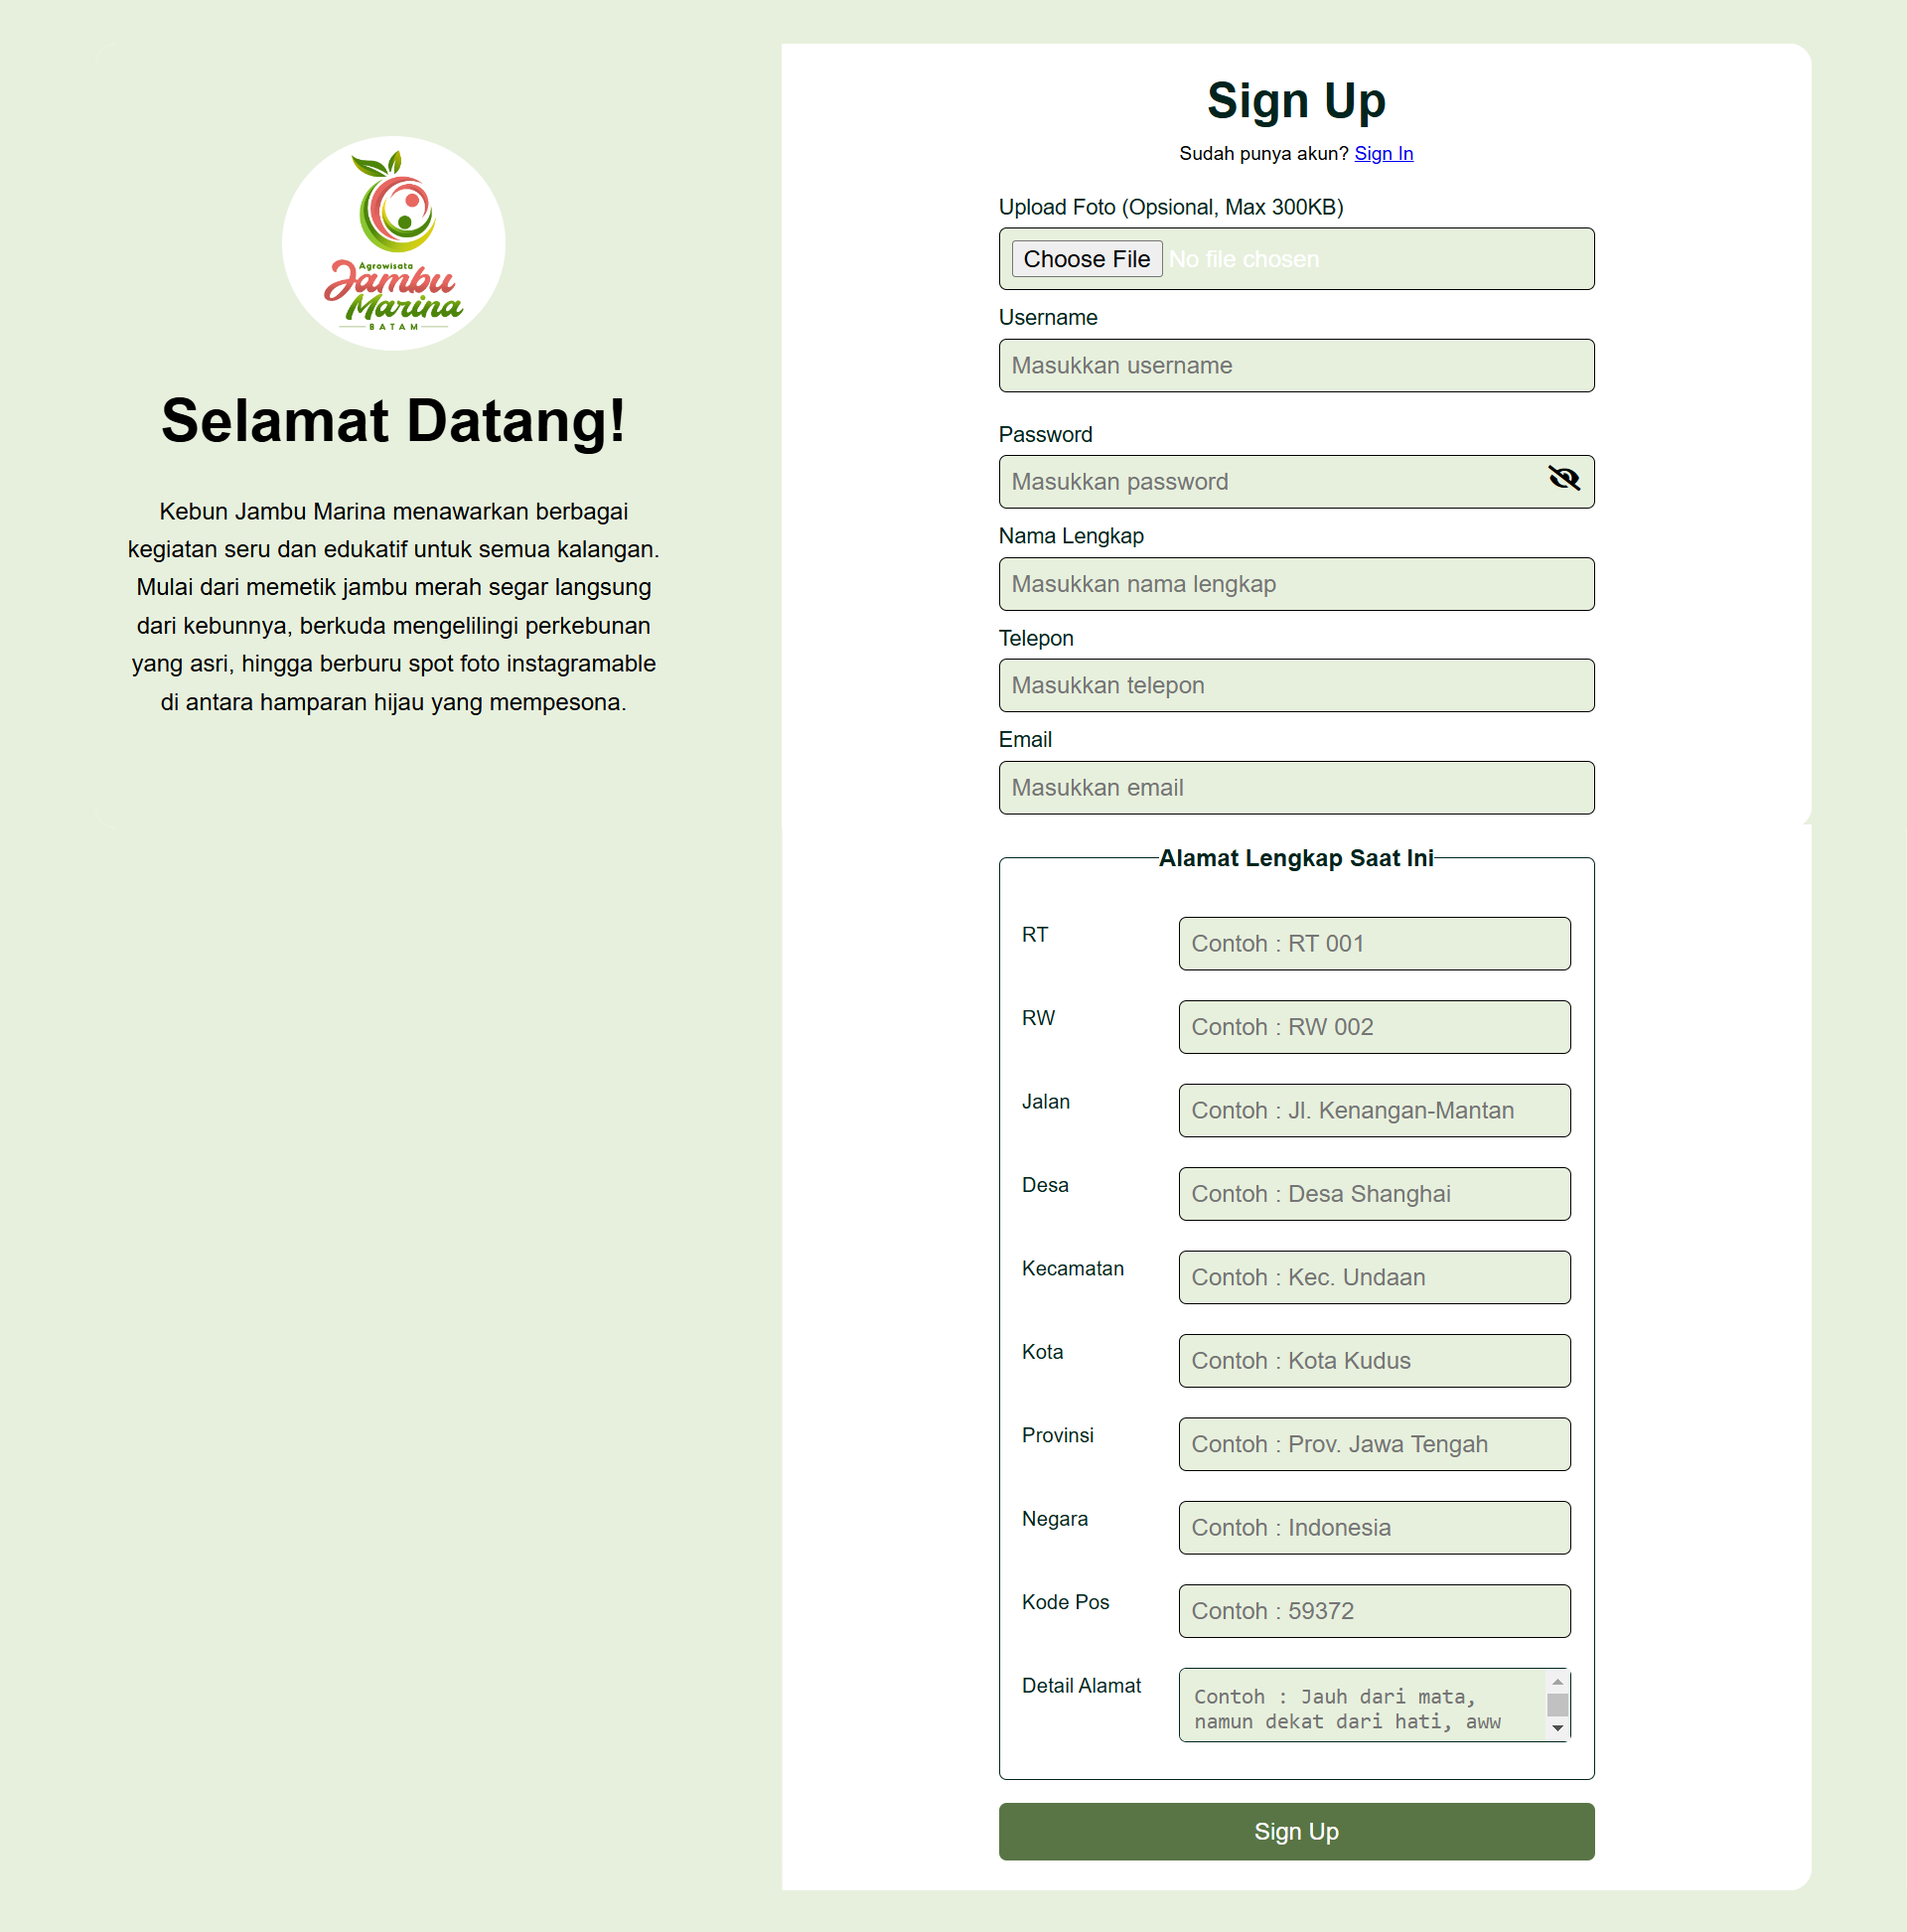 Agrowisata
Jambu
Marina
BATAM
Selamat Datang!
Kebun Jambu Marina menawarkan berbagai
kegiatan seru dan edukatif untuk semua kalangan.
Mulai dari memetik jambu merah segar langsung
dari kebunnya, berkuda mengelilingi perkebunan
yang asri, hingga berburu spot foto instagramable
di antara hamparan hijau yang mempesona.
Sign Up
Sudah punya akun? Sign In
Upload Foto (Opsional, Max 300KB)
Choose File No file chosen
Username
Masukkan username
Password
Masukkan password
Nama Lengkap
Masukkan nama lengkap
Telepon
Masukkan telepon
Email
Masukkan email
Alamat Lengkap Saat Ini
RT Contoh : RT 001
RW Contoh : RW 002
Jalan Contoh : Jl. Kenangan-Mantan
Desa Contoh : Desa Shanghai
Kecamatan Contoh : Kec. Undaan
Kota Contoh : Kota Kudus
Provinsi Contoh : Prov. Jawa Tengah
Negara Contoh : Indonesia
Kode Pos Contoh : 59372
Detail Alamat Contoh : Jauh dari mata,
namun dekat dari hati, aww
Sign Up